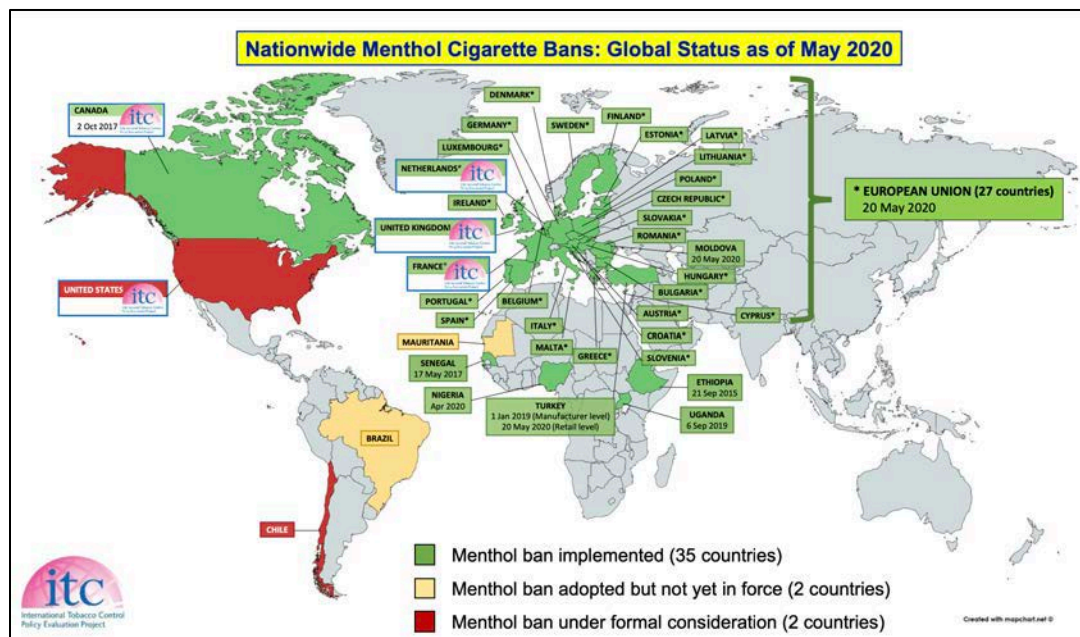 Nationwide Menthol Cigarette Bans: Global Status as of May 2020
CANADA
2 Oct 2017
itc
UNITED STATES
itc
DENMARK*
GERMANY*
LUXEMBOURG*
NETHERLANDS*
itc
IRELAND*
UNITED KINGDOM
itc
FRANCE*
itc
PORTUGAL*
SPAIN*
BELGIUM*
ITALY*
MALTA*
GREECE*
SWEDEN*
FINLAND*
ESTONIA*
LATVIA*
LITHUANIA*
POLAND*
CZECH REPUBLIC*
SLOVAKIA*
ROMANIA*
MOLDOVA
20 May 2020
HUNGARY*
BULGARIA*
CYPRUS*
AUSTRIA*
CROATIA*
SLOVENIA*
* EUROPEAN UNION (27 countries)
20 May 2020
MAURITANIA
SENEGAL
17 May 2017
NIGERIA
Apr 2020
TURKEY
1 Jan 2019 (Manufacturer level)
20 May 2020 (Retail level)
ETHIOPIA
21 Sep 2015
UGANDA
6 Sep 2019
BRAZIL
CHILE
Menthol ban implemented (35 countries)
Menthol ban adopted but not yet in force (2 countries)
Menthol ban under formal consideration (2 countries)
itc
International Tobacco Control
Policy Evaluation Project
Created with mapchart.net ©